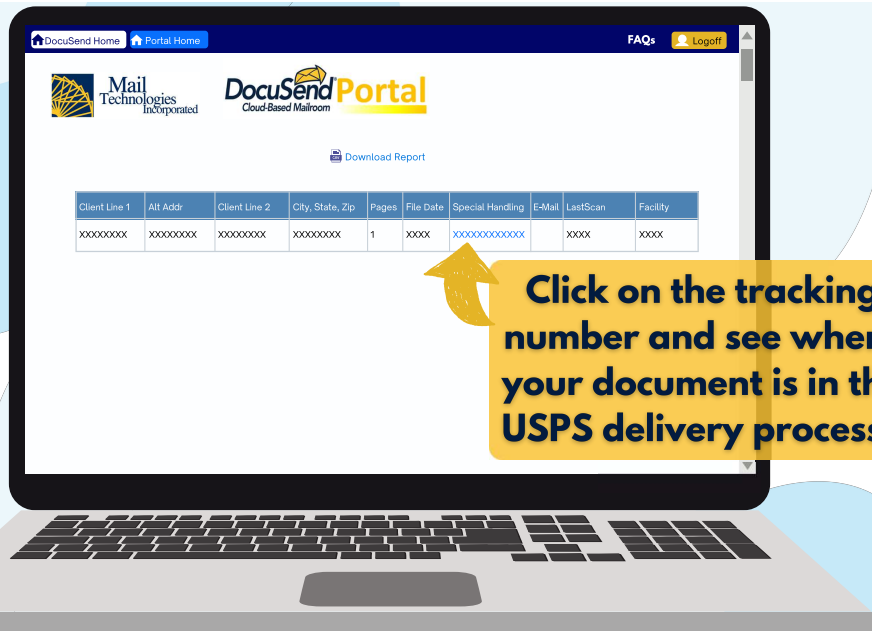 DocuSend Home Portal Home FAQs Logoff
Mail
Technologies
Incorporated
DocuSend Portal
Cloud-Based Mailroom
Download Report
Client Line 1 Alt Addr Client Line 2 City, State, Zip Pages File Date Special Handling E-Mail LastScan Facility
XXXXXXXX XXXXXXXX XXXXXXXX XXXXXXXX 1 XXXX XXXXXXXXXXXX XXXX XXXX
Click on the tracking
number and see wher
your document is in th
USPS delivery process